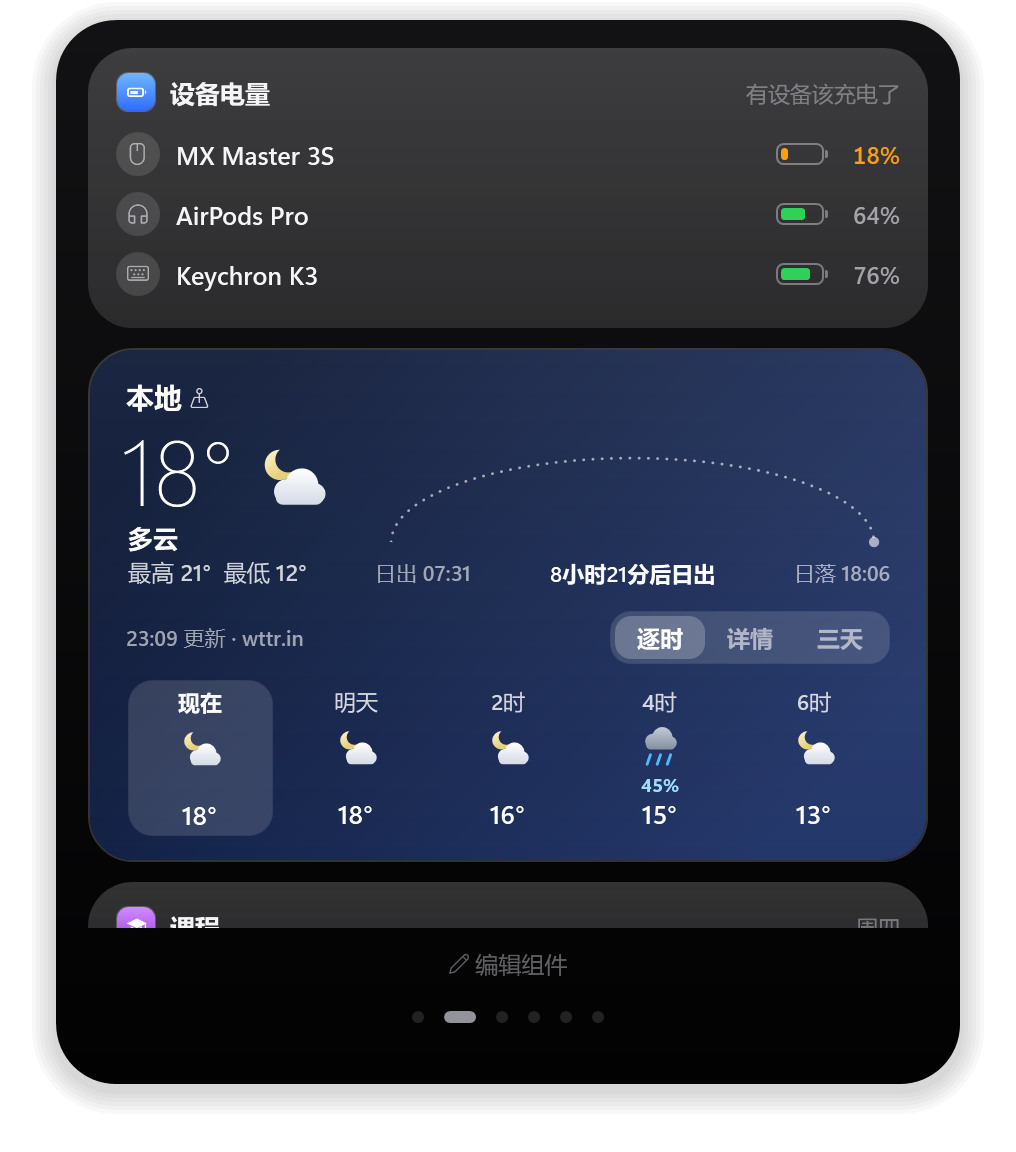 设备电量 有设备该充电了
MX Master 3S 18%
AirPods Pro 64%
Keychron K3 76%
本地
18°
多云
最高 21° 最低 12°
日出 07:31 8小时21分后日出 日落 18:06
23:09 更新 · wttr.in 逐时 详情 三天
现在 明天 2时 4时 6时
45%
18° 18° 16° 15° 13°
课程 周四
编辑组件